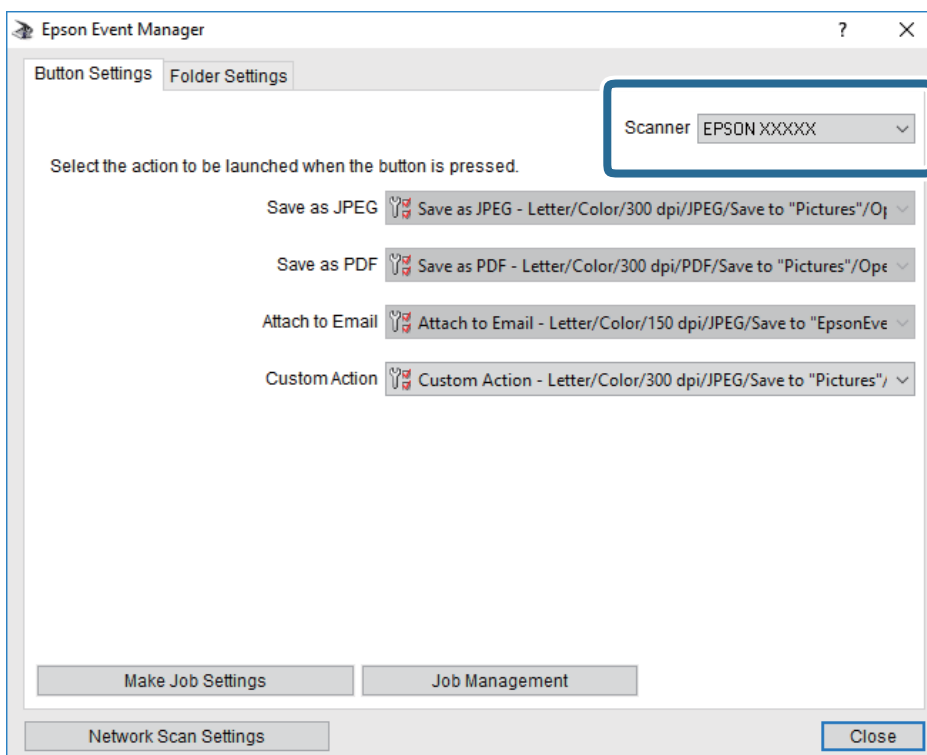 Epson Event Manager
Button Settings Folder Settings
Scanner EPSON XXXXX
Select the action to be launched when the button is pressed.
Save as JPEG Save as JPEG - Letter/Color/300 dpi/JPEG/Save to "Pictures"/Op
Save as PDF Save as PDF - Letter/Color/300 dpi/PDF/Save to "Pictures"/Ope
Attach to Email Attach to Email - Letter/Color/150 dpi/JPEG/Save to "EpsonEve
Custom Action Custom Action - Letter/Color/300 dpi/JPEG/Save to "Pictures"/
Make Job Settings Job Management
Network Scan Settings Close